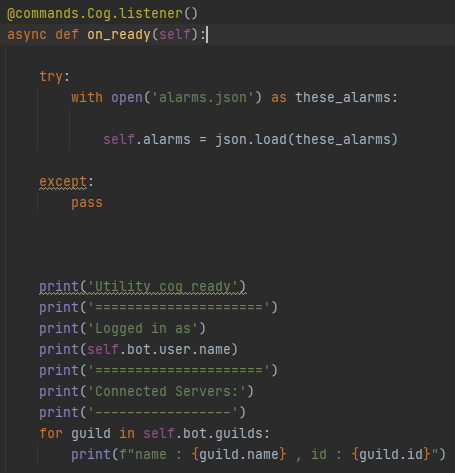 @commands.Cog.listener()
async def on_ready(self):
    try:
        with open('alarms.json') as these_alarms:
            self.alarms = json.load(these_alarms)
    except:
        pass
    print('Utility cog ready')
    print('=====================')
    print('Logged in as')
    print(self.bot.user.name)
    print('=====================')
    print('Connected Servers:')
    print('-----------------')
    for guild in self.bot.guilds:
        print(f"name : {guild.name} , id : {guild.id}")